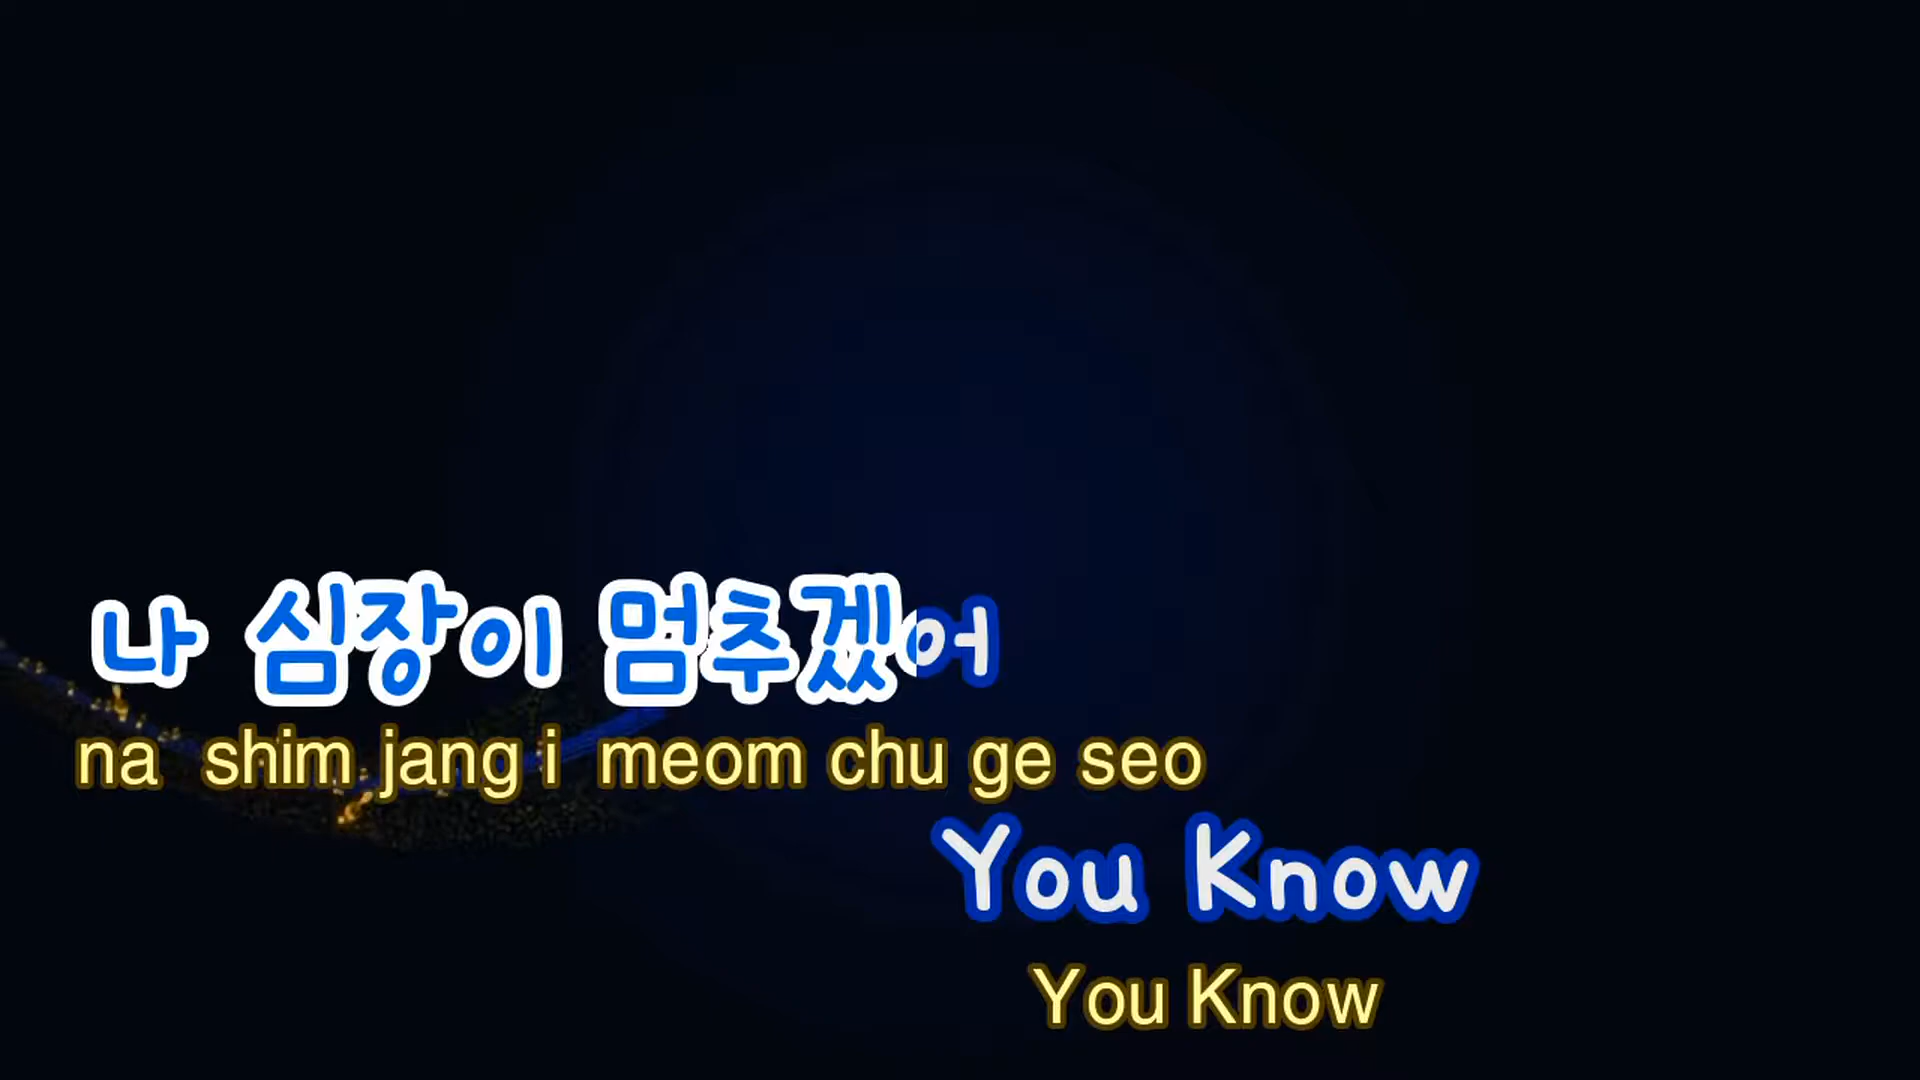 나 심장이 멈추겠어
na shim jang i meom chu ge seo
You Know
You Know